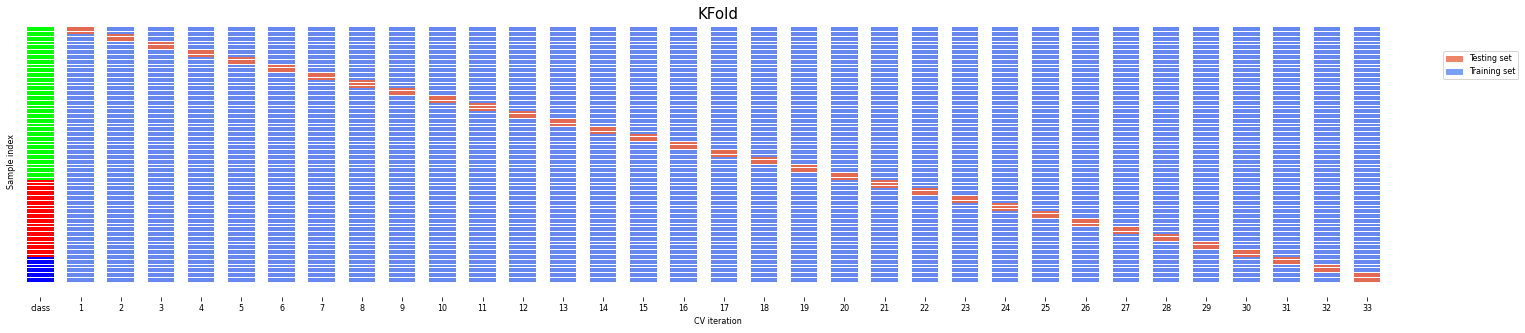 KFold
Testing set
Training set
Sample index
class 1 2 3 4 5 6 7 8 9 10 11 12 13 14 15 16 17 18 19 20 21 22 23 24 25 26 27 28 29 30 31 32 33
CV iteration